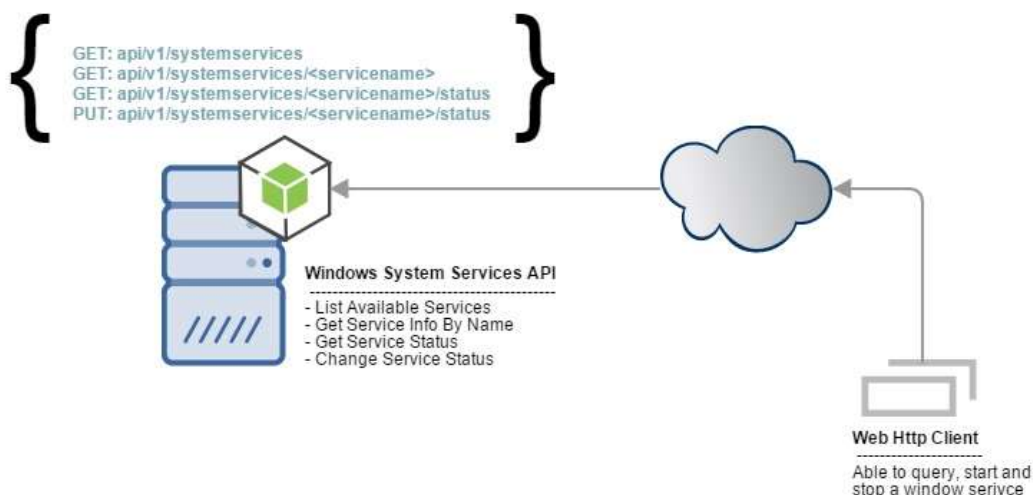 GET: api/v1/systemservices
GET: api/v1/systemservices/<servicename>
GET: api/v1/systemservices/<servicename>/status
PUT: api/v1/systemservices/<servicename>/status
Windows System Services API
- List Available Services
- Get Service Info By Name
- Get Service Status
- Change Service Status
Web Http Client
Able to query, start and
stop a window serivce